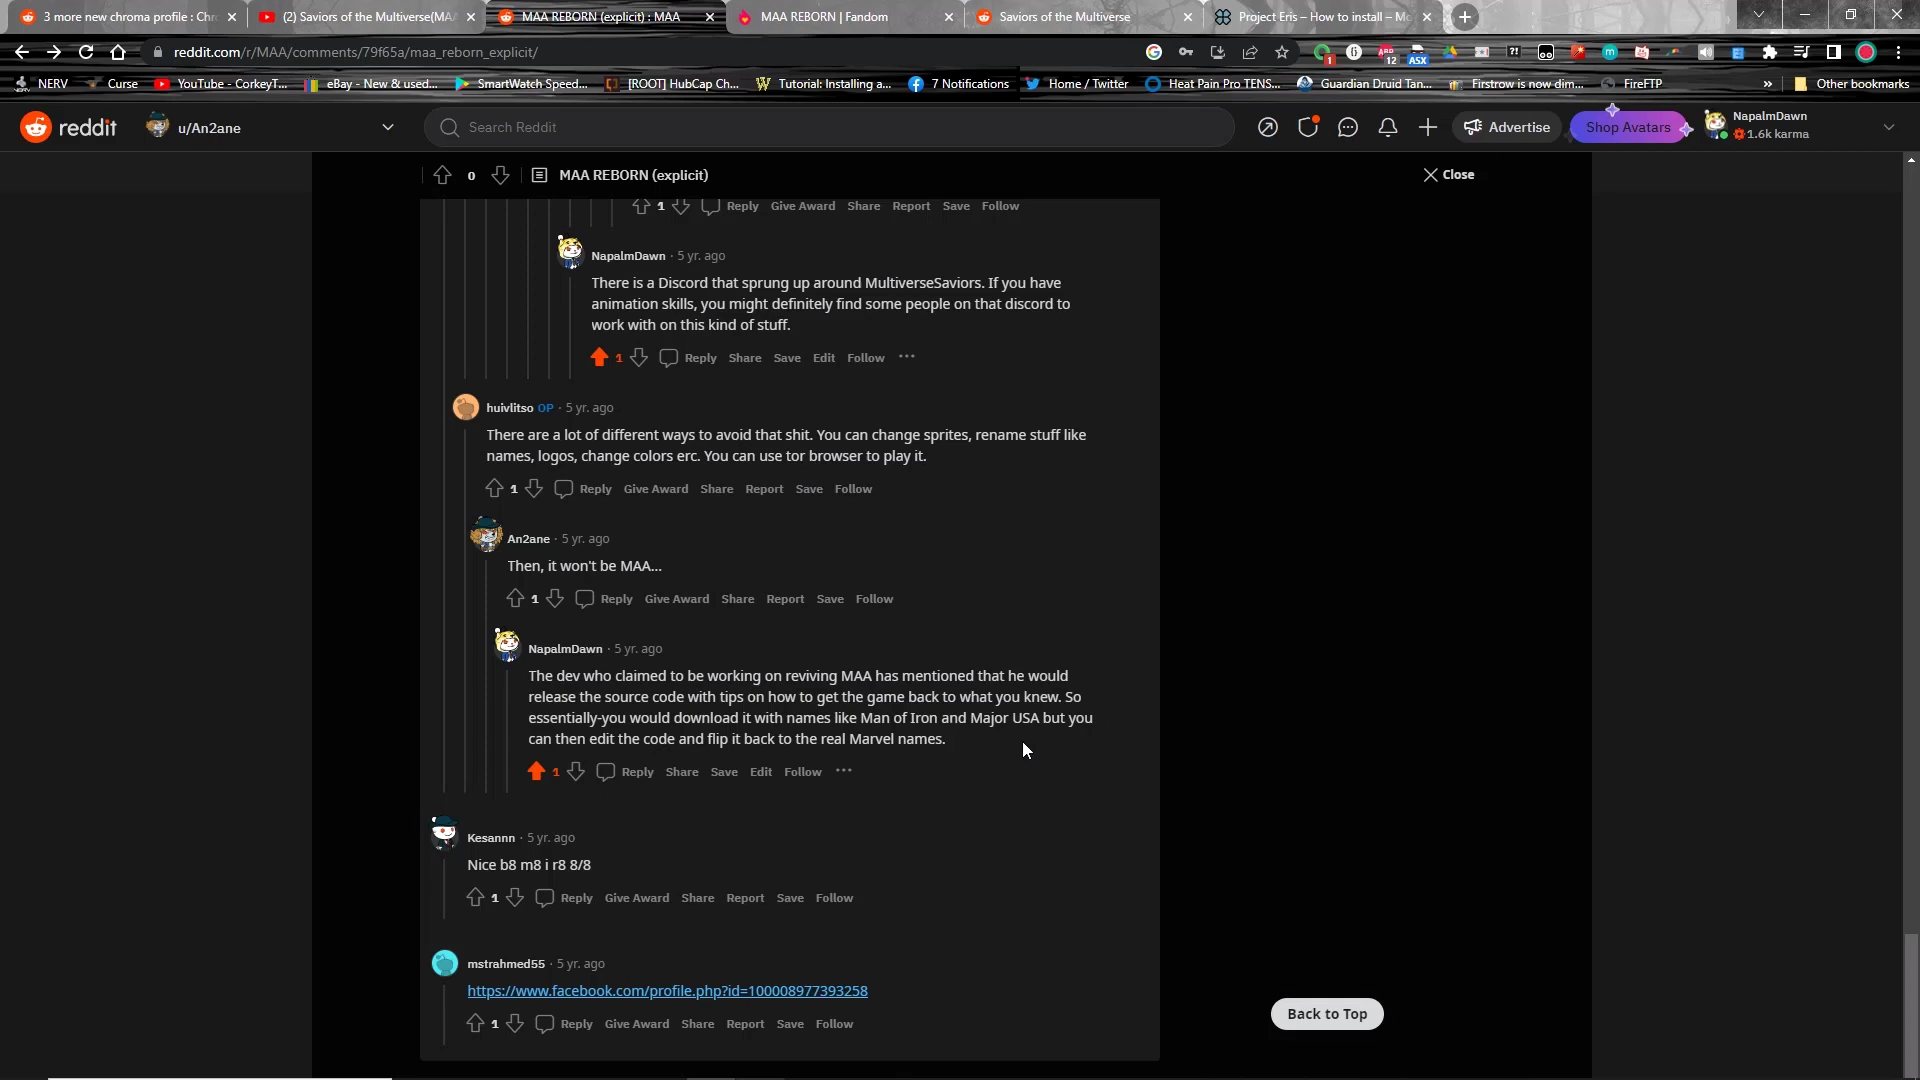 3 more new chroma profile : Chr
(2) Saviors of the Multiverse(MAA
MAA REBORN (explicit) : MAA
MAA REBORN | Fandom
Saviors of the Multiverse
Project Eris – How to install – Mo
reddit.com/r/MAA/comments/79f65a/maa_reborn_explicit/
1
12
ASX
NERV
Curse
YouTube - CorkeyT...
eBay - New & used...
SmartWatch Speed...
[ROOT] HubCap Ch...
Tutorial: Installing a...
7 Notifications
Home / Twitter
Heat Pain Pro TENS...
Guardian Druid Tan...
Firstrow is now dim...
FireFTP
»
Other bookmarks
reddit
u/An2ane
Search Reddit
Advertise
Shop Avatars
NapalmDawn
1.6k karma
0
MAA REBORN (explicit)
Close
1 Reply Give Award Share Report Save Follow
NapalmDawn · 5 yr. ago
There is a Discord that sprung up around MultiverseSaviors. If you have
animation skills, you might definitely find some people on that discord to
work with on this kind of stuff.
1 Reply Share Save Edit Follow ...
huivlitso OP · 5 yr. ago
There are a lot of different ways to avoid that shit. You can change sprites, rename stuff like
names, logos, change colors erc. You can use tor browser to play it.
1 Reply Give Award Share Report Save Follow
An2ane · 5 yr. ago
Then, it won't be MAA...
1 Reply Give Award Share Report Save Follow
NapalmDawn · 5 yr. ago
The dev who claimed to be working on reviving MAA has mentioned that he would
release the source code with tips on how to get the game back to what you knew. So
essentially-you would download it with names like Man of Iron and Major USA but you
can then edit the code and flip it back to the real Marvel names.
1 Reply Share Save Edit Follow ...
Kesannn · 5 yr. ago
Nice b8 m8 i r8 8/8
1 Reply Give Award Share Report Save Follow
mstrahmed55 · 5 yr. ago
https://www.facebook.com/profile.php?id=100008977393258
1 Reply Give Award Share Report Save Follow
Back to Top